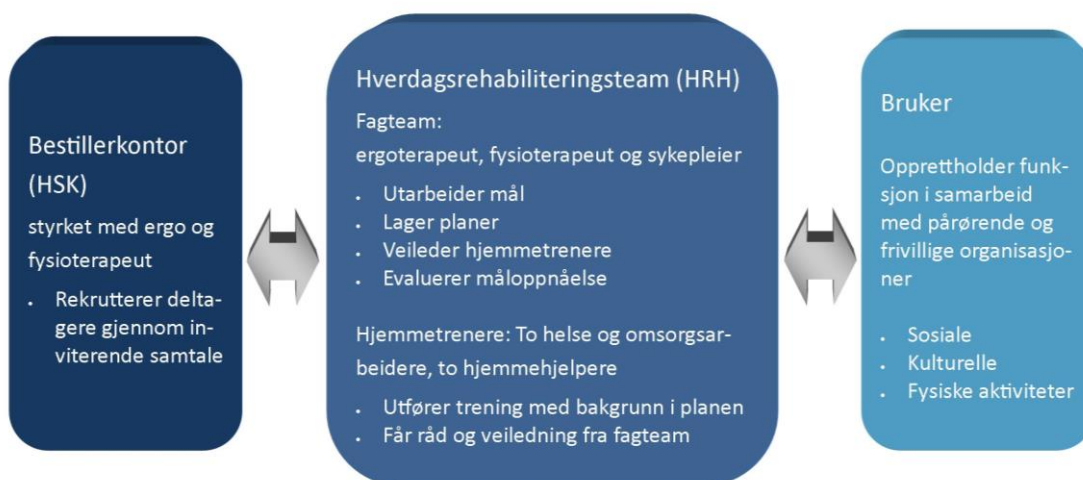 Bestillerkontor
(HSK)
styrket med ergo og
fysioterapeut
• Rekrutterer delta-
gere gjennom in-
viterende samtale
Hverdagsrehabiliteringsteam (HRH)
Fagteam:
ergoterapeut, fysioterapeut og sykepleier
• Utarbeider mål
• Lager planer
• Veileder hjemmetrenere
• Evaluerer måloppnåelse
Hjemmetrenere: To helse og omsorgsar-
beidere, to hjemmehjelpere
• Utfører trening med bakgrunn i planen
• Får råd og veiledning fra fagteam
Bruker
Opprettholder funk-
sjon i samarbeid
med pårørende og
frivillige organisasjo-
ner
• Sosiale
• Kulturelle
• Fysiske aktiviteter